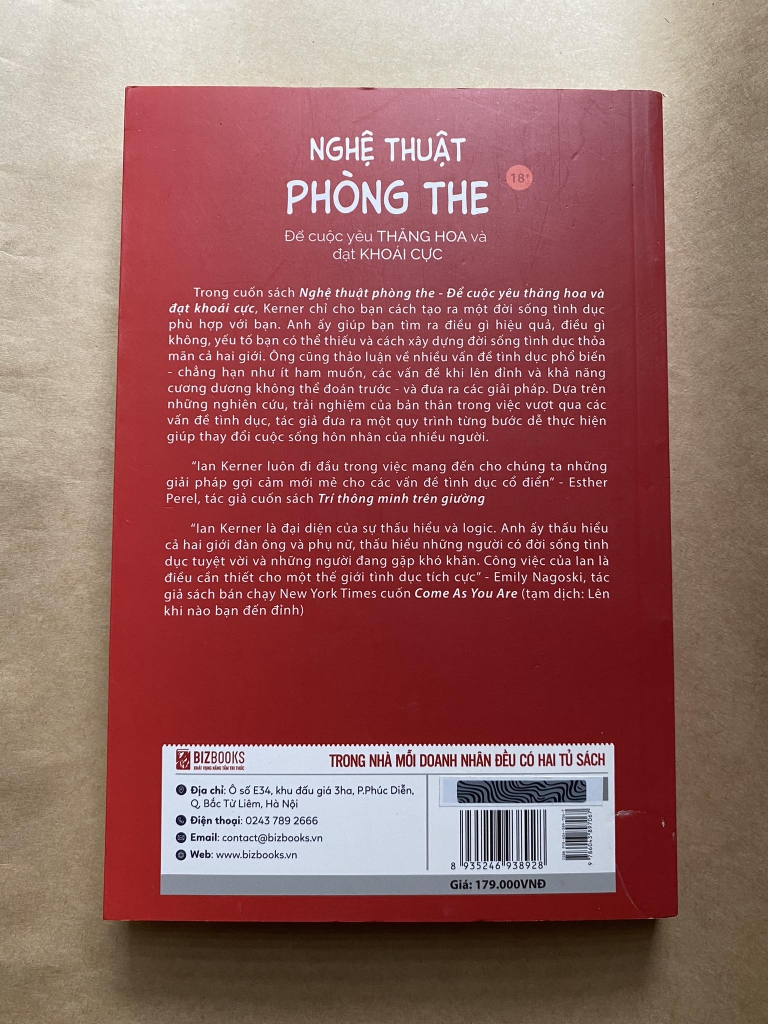 NGHỆ THUẬT
PHÒNG THE
18+
Để cuộc yêu THĂNG HOA và
đạt KHOÁI CỰC
Trong cuốn sách Nghệ thuật phòng the - Để cuộc yêu thăng hoa và
đạt khoái cực, Kerner chỉ cho bạn cách tạo ra một đời sống tình dục
phù hợp với bạn. Anh ấy giúp bạn tìm ra điều gì hiệu quả, điều gì
không, yếu tố bạn có thể thiếu và cách xây dựng đời sống tình dục thỏa
mãn cả hai giới. Ông cũng thảo luận về nhiều vấn đề tình dục phổ biến
- chẳng hạn như ít ham muốn, các vấn đề khi lên đỉnh và khả năng
cương dương không thể đoán trước - và đưa ra các giải pháp. Dựa trên
những nghiên cứu, trải nghiệm của bản thân trong việc vượt qua các
vấn đề tình dục, tác giả đưa ra một quy trình từng bước dễ thực hiện
giúp thay đổi cuộc sống hôn nhân của nhiều người.
"Ian Kerner luôn đi đầu trong việc mang đến cho chúng ta những
giải pháp gợi cảm mới mẻ cho các vấn đề tình dục cổ điển" - Esther
Perel, tác giả cuốn sách Trí thông minh trên giường
"Ian Kerner là đại diện của sự thấu hiểu và logic. Anh ấy thấu hiểu
cả hai giới đàn ông và phụ nữ, thấu hiểu những người có đời sống tình
dục tuyệt vời và những người đang gặp khó khăn. Công việc của Ian là
điều cần thiết cho một thế giới tình dục tích cực" - Emily Nagoski, tác
giả sách bán chạy New York Times cuốn Come As You Are (tạm dịch: Lên
khi nào bạn đến đỉnh)
BIZBOOKS
KHÁT VỌNG NÂNG TẦM TRI THỨC
TRONG NHÀ MỖI DOANH NHÂN ĐỀU CÓ HAI TỦ SÁCH
Địa chỉ: Ô số E34, khu đấu giá 3ha, P.Phúc Diễn,
Q, Bắc Từ Liêm, Hà Nội
Điện thoại: 0243 789 2666
Email: contact@bizbooks.vn
Web: www.bizbooks.vn
8 935246 938928
9 786043 897067
Giá: 179.000VNĐ